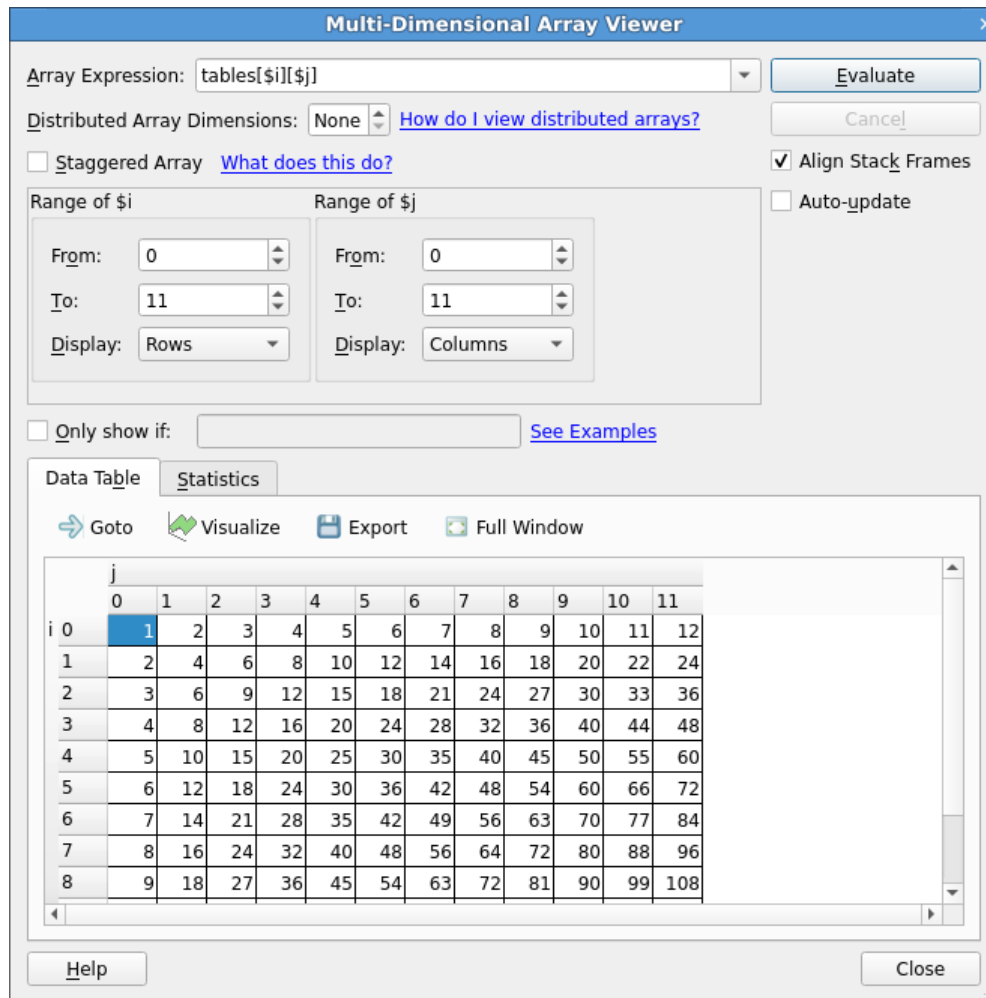 Multi-Dimensional Array Viewer
Array Expression: tables[$i][$j] Evaluate
Distributed Array Dimensions: None How do I view distributed arrays? Cancel
Staggered Array What does this do? Align Stack Frames
Range of $i Range of $j Auto-update
From: 0 From: 0
To: 11 To: 11
Display: Rows Display: Columns
Only show if: See Examples
Data Table Statistics
Goto Visualize Export Full Window
j
0 1 2 3 4 5 6 7 8 9 10 11
i 0 1 2 3 4 5 6 7 8 9 10 11 12
1 2 4 6 8 10 12 14 16 18 20 22 24
2 3 6 9 12 15 18 21 24 27 30 33 36
3 4 8 12 16 20 24 28 32 36 40 44 48
4 5 10 15 20 25 30 35 40 45 50 55 60
5 6 12 18 24 30 36 42 48 54 60 66 72
6 7 14 21 28 35 42 49 56 63 70 77 84
7 8 16 24 32 40 48 56 64 72 80 88 96
8 9 18 27 36 45 54 63 72 81 90 99 108
Help Close